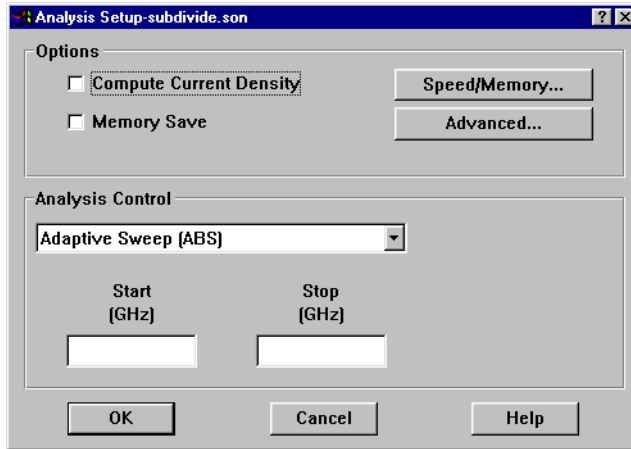 Analysis Setup-subdivide.son
Options
Compute Current Density
Speed/Memory...
Memory Save
Advanced...
Analysis Control
Adaptive Sweep (ABS)
Start
(GHz)
Stop
(GHz)
OK
Cancel
Help